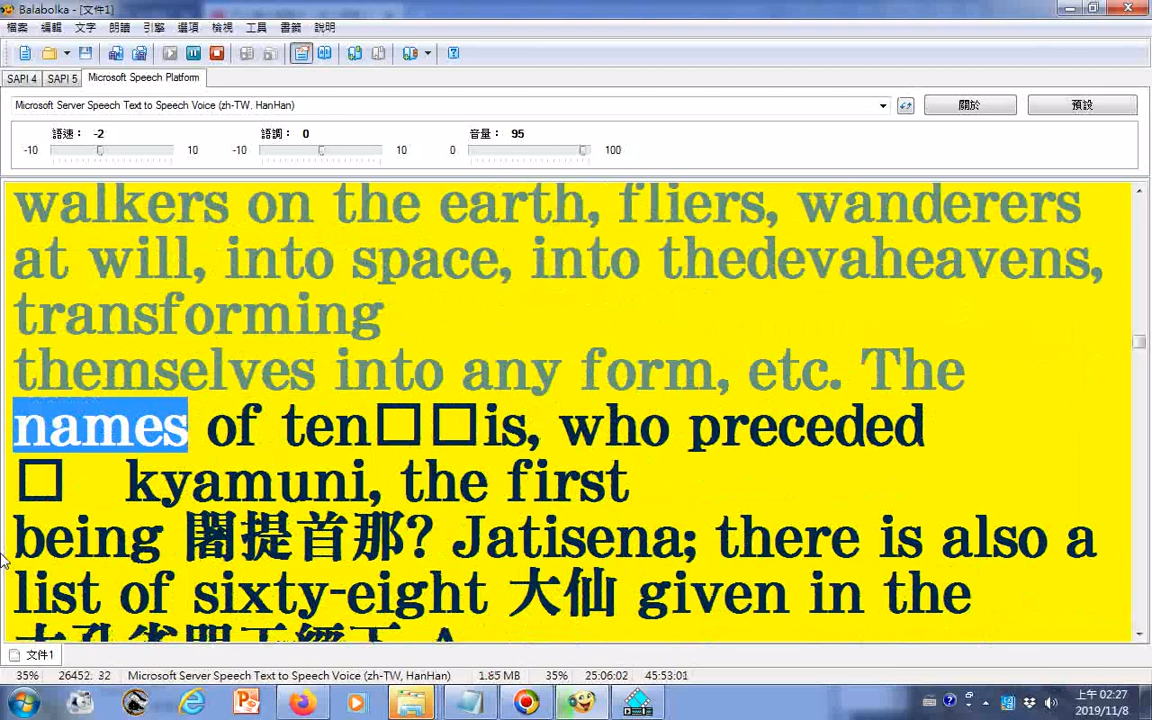 Balabolka - [文件1]
檔案 編輯 文字 朗讀 引擎 選項 檢視 工具 書籤 說明
SAPI 4 SAPI 5 Microsoft Speech Platform
Microsoft Server Speech Text to Speech Voice (zh-TW, HanHan)
關於 預設
語速： -2 語調： 0 音量： 95
-10 10 -10 10 0 100
walkers on the earth, fliers, wanderers
at will, into space, into thedevaheavens,
transforming
themselves into any form, etc. The
names of ten□□is, who preceded
□ kyamuni, the first
being 闍提首那? Jatisena; there is also a
list of sixty-eight 大仙 given in the
文件1
35% 26452: 32 Microsoft Server Speech Text to Speech Voice (zh-TW, HanHan) 1.85 MB 35% 25:06:02 45:53:01
上午 02:27
2019/11/8